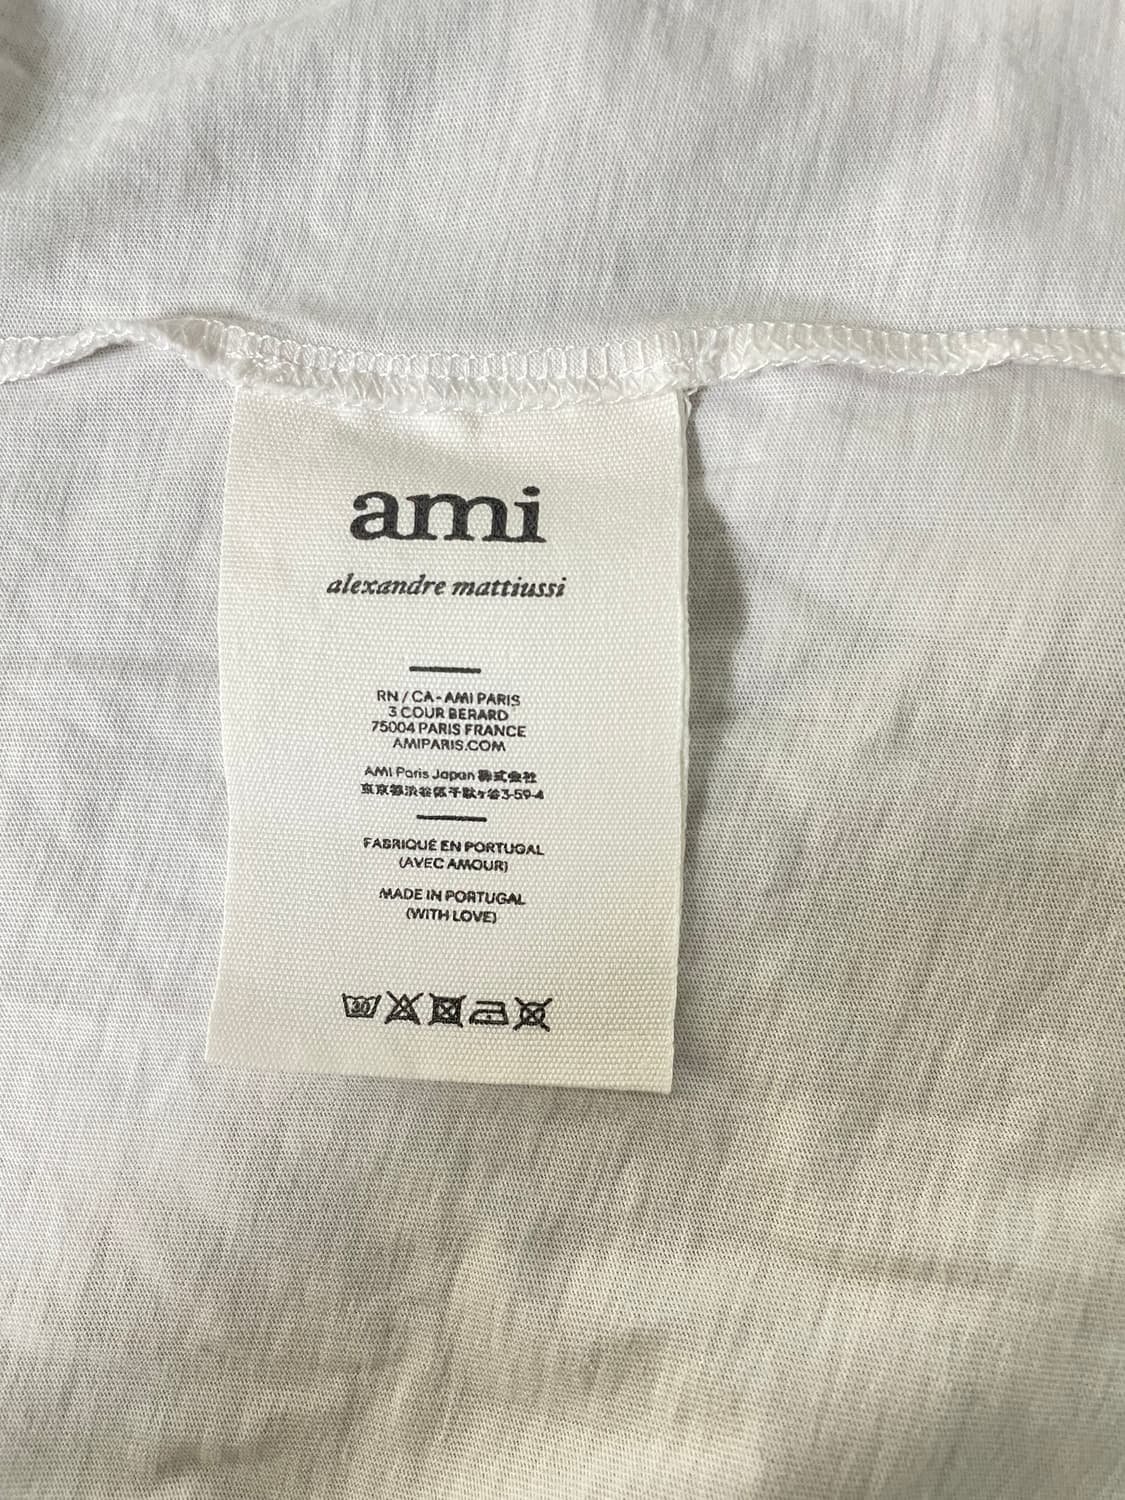 ami
alexandre mattiussi
RN / CA - AMI PARIS
3 COUR BERARD
75004 PARIS FRANCE
AMIPARIS.COM
AMI Paris Japan 株式会社
東京都渋谷区千駄ヶ谷3-59-4
FABRIQUÉ EN PORTUGAL
(AVEC AMOUR)
MADE IN PORTUGAL
(WITH LOVE)
30